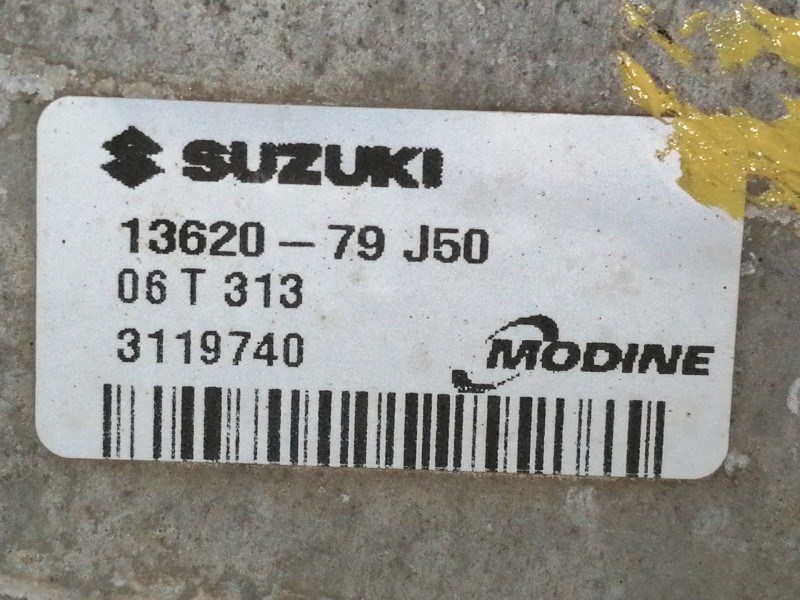 SUZUKI
13620-79 J50
06 T 313
3119740
MODINE